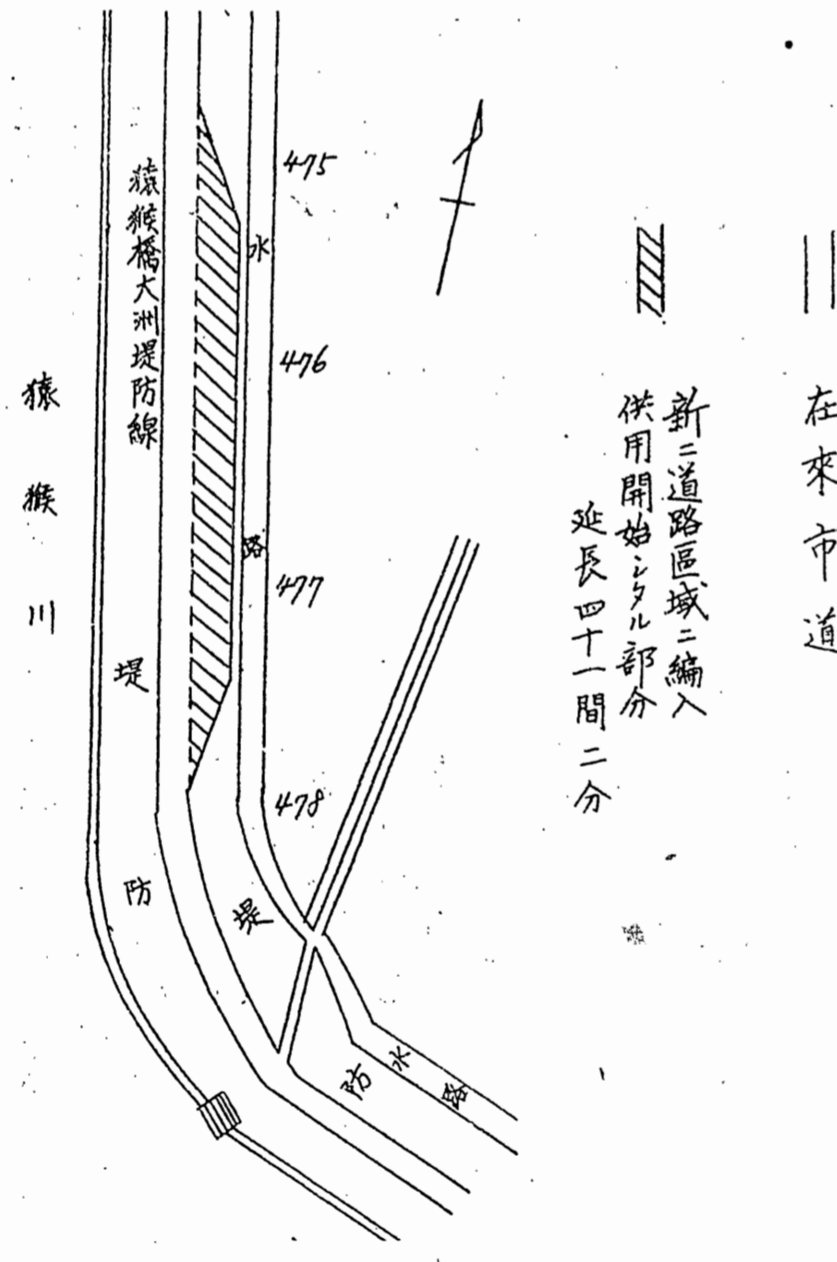 在來市道
新ニ道路區域ニ編入
供用開始シタル部分
延長四十一間二分
475
476
477
478
水路
猿猴橋大洲堤防線
堤防
猿猴川
堤防
水路